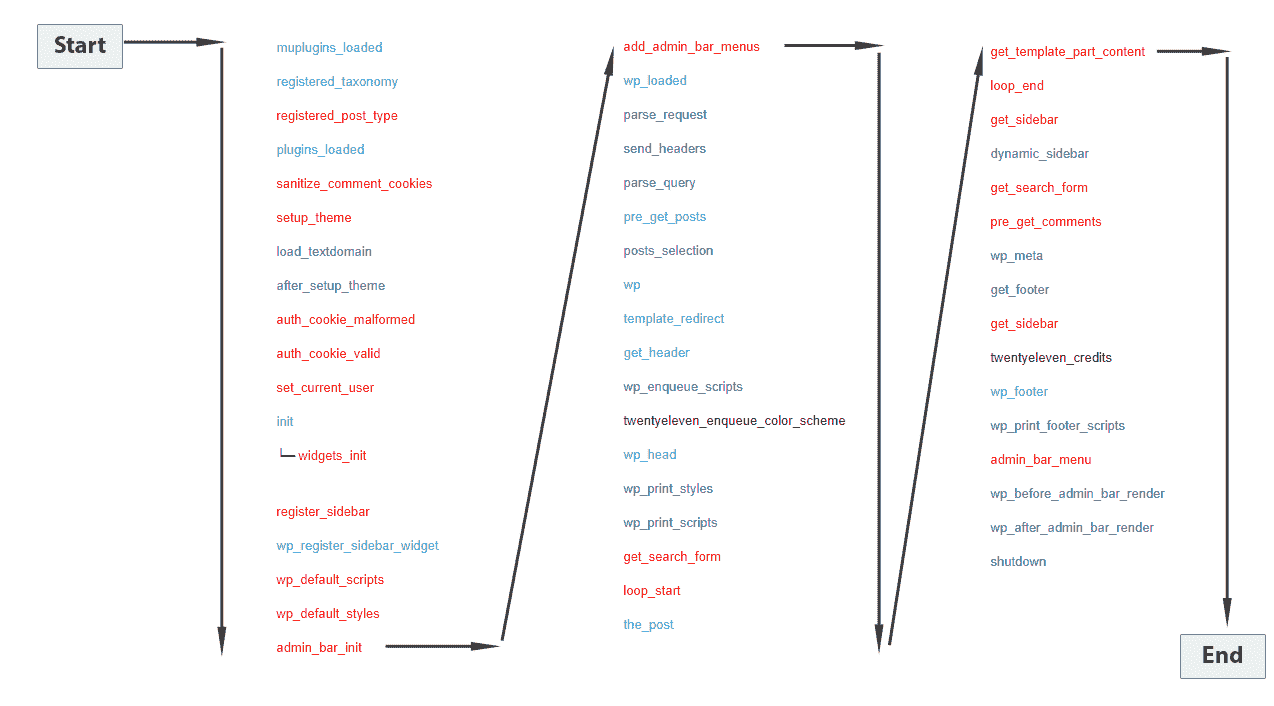 Start
muplugins_loaded
registered_taxonomy
registered_post_type
plugins_loaded
sanitize_comment_cookies
setup_theme
load_textdomain
after_setup_theme
auth_cookie_malformed
auth_cookie_valid
set_current_user
init
widgets_init
register_sidebar
wp_register_sidebar_widget
wp_default_scripts
wp_default_styles
admin_bar_init
add_admin_bar_menus
wp_loaded
parse_request
send_headers
parse_query
pre_get_posts
posts_selection
wp
template_redirect
get_header
wp_enqueue_scripts
twentyeleven_enqueue_color_scheme
wp_head
wp_print_styles
wp_print_scripts
get_search_form
loop_start
the_post
get_template_part_content
loop_end
get_sidebar
dynamic_sidebar
get_search_form
pre_get_comments
wp_meta
get_footer
get_sidebar
twentyeleven_credits
wp_footer
wp_print_footer_scripts
admin_bar_menu
wp_before_admin_bar_render
wp_after_admin_bar_render
shutdown
End